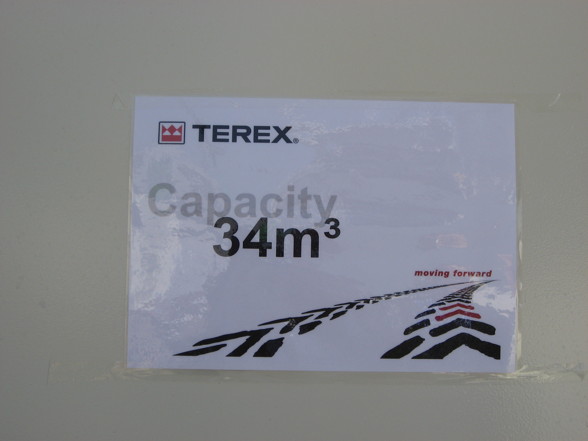 TEREX®
Capacity
34m³
moving forward